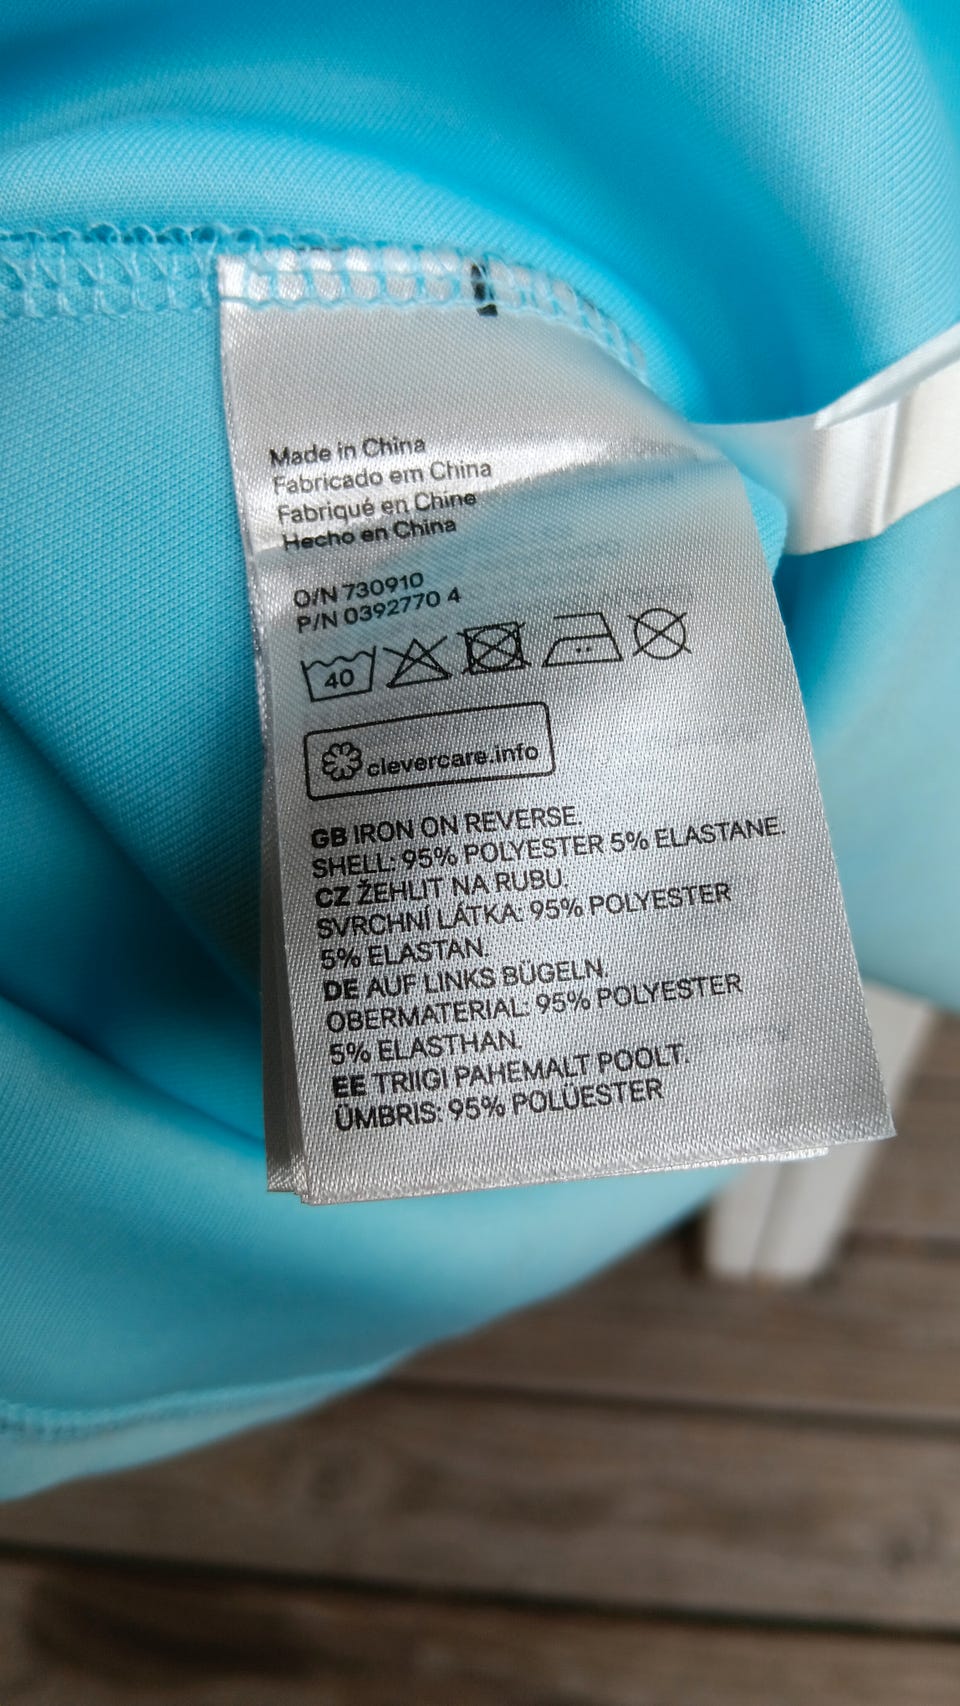 Made in China
Fabricado em China
Fabriqué en Chine
Hecho en China
O/N 730910
P/N 0392770 4
40
clevercare.info
GB IRON ON REVERSE.
SHELL: 95% POLYESTER 5% ELASTANE.
CZ ŽEHLIT NA RUBU.
SVRCHNÍ LÁTKA: 95% POLYESTER
5% ELASTAN.
DE AUF LINKS BÜGELN.
OBERMATERIAL: 95% POLYESTER
5% ELASTHAN.
EE TRIIGI PAHEMALT POOLT.
ÜMBRIS: 95% POLÜESTER